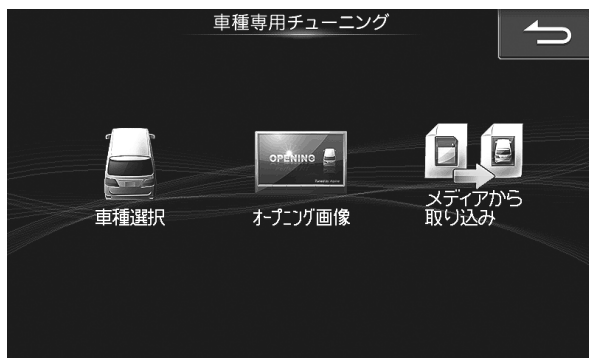 車種専用チューニング
OPENING
車種選択
オープニング画像
メディアから
取り込み